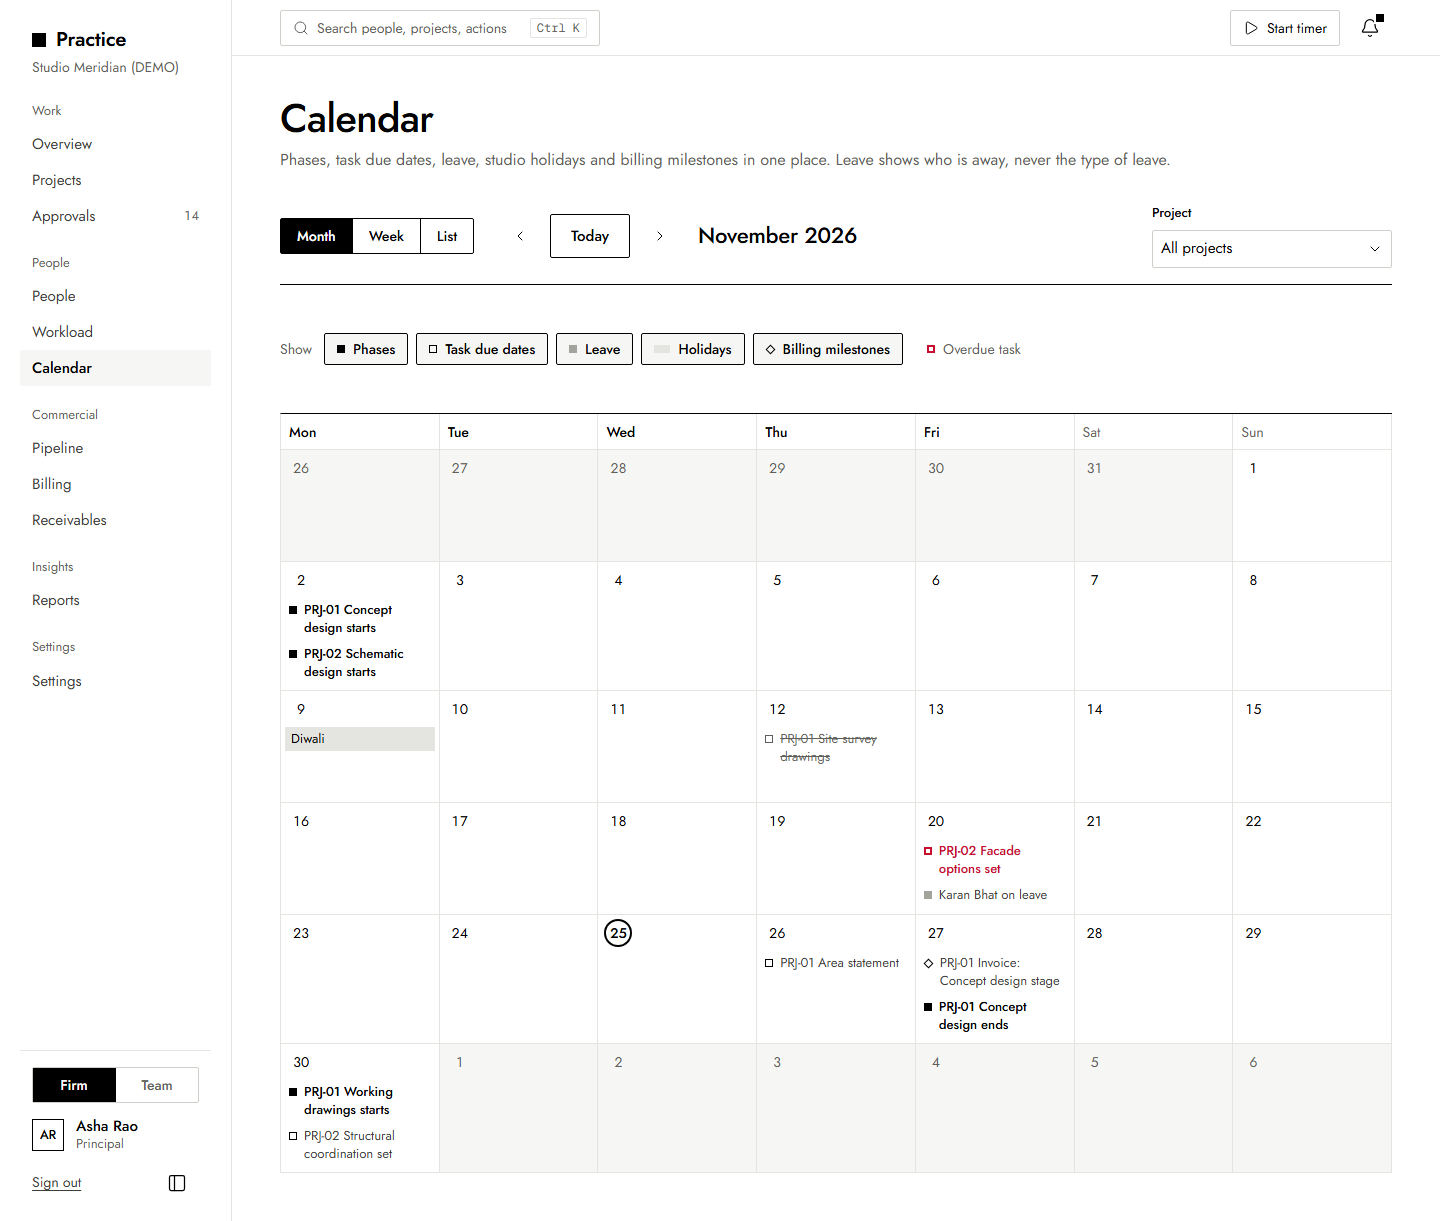 Practice
Studio Meridian (DEMO)
Work
Overview
Projects
Approvals 14
People
People
Workload
Calendar
Commercial
Pipeline
Billing
Receivables
Insights
Reports
Settings
Settings
Firm Team
AR
Asha Rao
Principal
Sign out
Search people, projects, actions Ctrl K
Start timer
Calendar
Phases, task due dates, leave, studio holidays and billing milestones in one place. Leave shows who is away, never the type of leave.
Month Week List
Today
November 2026
Project
All projects
Show Phases Task due dates Leave Holidays Billing milestones Overdue task
Mon Tue Wed Thu Fri Sat Sun
26 27 28 29 30 31 1
2 3 4 5 6 7 8
PRJ-01 Concept
design starts
PRJ-02 Schematic
design starts
9 10 11 12 13 14 15
Diwali
PRJ-01 Site survey
drawings
16 17 18 19 20 21 22
PRJ-02 Facade
options set
Karan Bhat on leave
23 24 25 26 27 28 29
PRJ-01 Area statement
PRJ-01 Invoice:
Concept design stage
PRJ-01 Concept
design ends
30 1 2 3 4 5 6
PRJ-01 Working
drawings starts
PRJ-02 Structural
coordination set